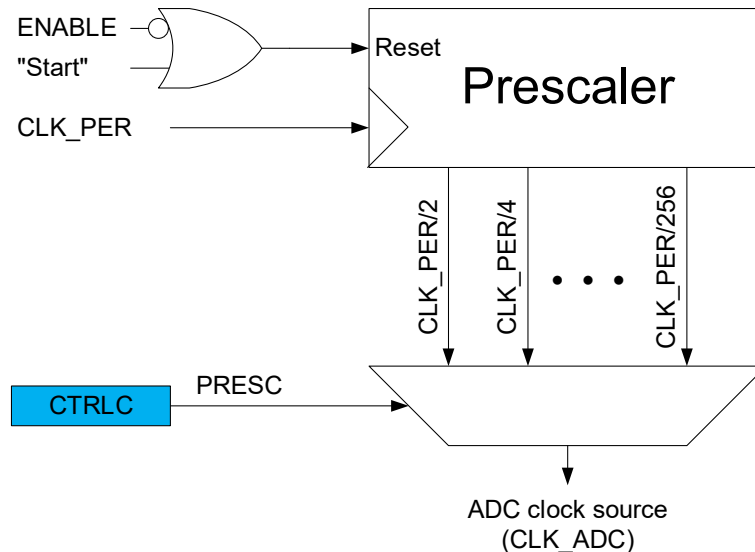 ENABLE
"Start"
Reset
Prescaler
CLK_PER
CLK_PER/2
CLK_PER/4
CLK_PER/256
CTRLC
PRESC
ADC clock source
(CLK_ADC)